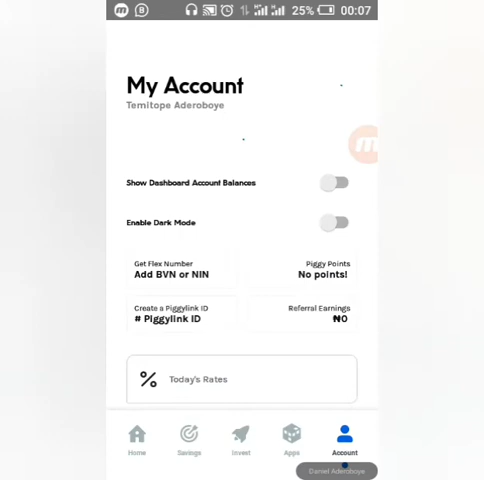 25% 00:07
My Account
Temitope Aderoboye
Show Dashboard Account Balances
Enable Dark Mode
Get Flex Number
Add BVN or NIN
Piggy Points
No points!
Create a Piggylink ID
# Piggylink ID
Referral Earnings
₦0
% Today's Rates
Home Savings Invest Apps Account
Daniel Aderoboye